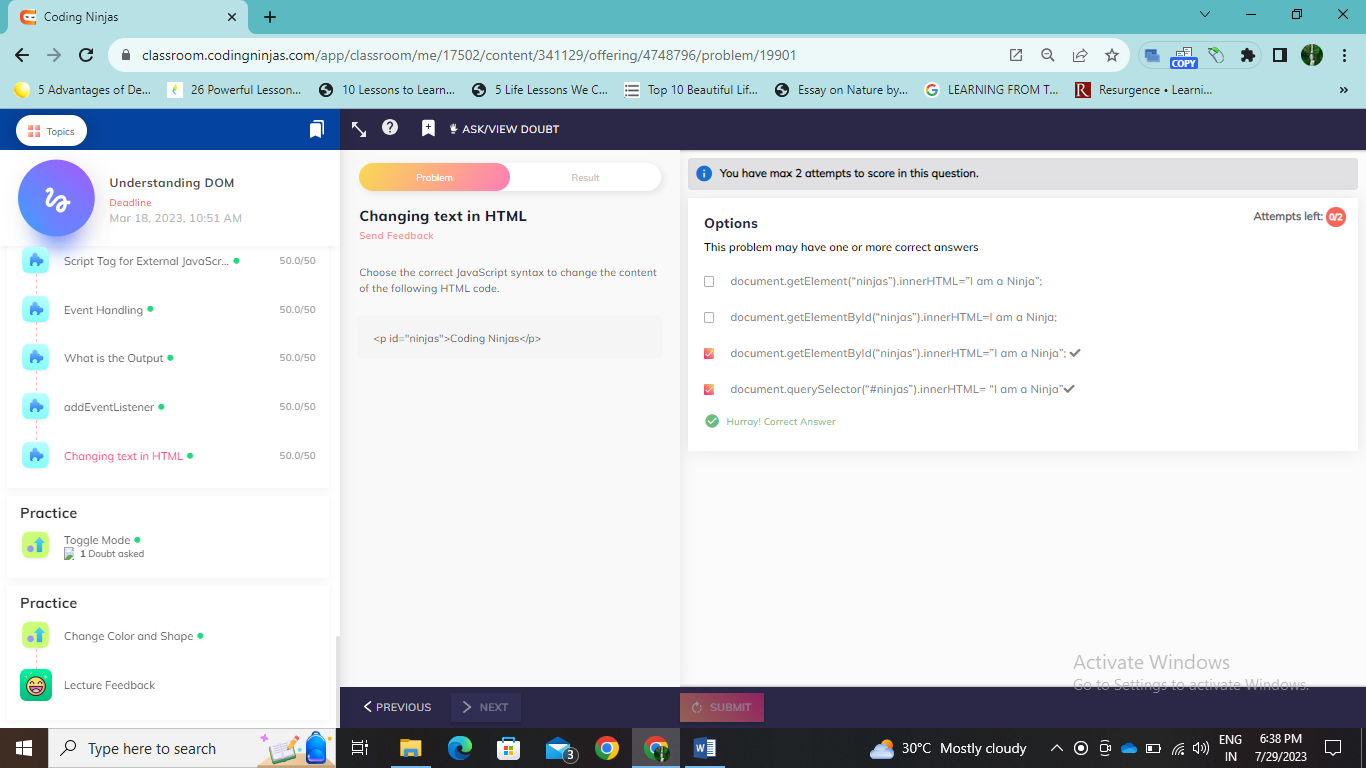 Coding Ninjas
classroom.codingninjas.com/app/classroom/me/17502/content/341129/offering/4748796/problem/19901
COPY
5 Advantages of De...
26 Powerful Lesson...
10 Lessons to Learn...
5 Life Lessons We C...
Top 10 Beautiful Lif...
Essay on Nature by...
LEARNING FROM T...
Resurgence • Learni...
»
Topics
ASK/VIEW DOUBT
Understanding DOM
Deadline
Mar 18, 2023, 10:51 AM
Script Tag for External JavaScr... 50.0/50
Event Handling 50.0/50
What is the Output 50.0/50
addEventListener 50.0/50
Changing text in HTML 50.0/50
Practice
Toggle Mode
1 Doubt asked
Practice
Change Color and Shape
Lecture Feedback
Problem
Result
Changing text in HTML
Send Feedback
Choose the correct JavaScript syntax to change the content
of the following HTML code.
<p id="ninjas">Coding Ninjas</p>
You have max 2 attempts to score in this question.
Options
Attempts left: 0/2
This problem may have one or more correct answers
document.getElement(“ninjas”).innerHTML=”I am a Ninja”;
document.getElementById(“ninjas”).innerHTML=I am a Ninja;
document.getElementById(“ninjas”).innerHTML=”I am a Ninja”;
document.querySelector(“#ninjas”).innerHTML= “I am a Ninja”
Hurray! Correct Answer
Activate Windows
Go to Settings to activate Windows.
PREVIOUS
NEXT
SUBMIT
Type here to search
3
30°C Mostly cloudy
ENG
IN
6:38 PM
7/29/2023